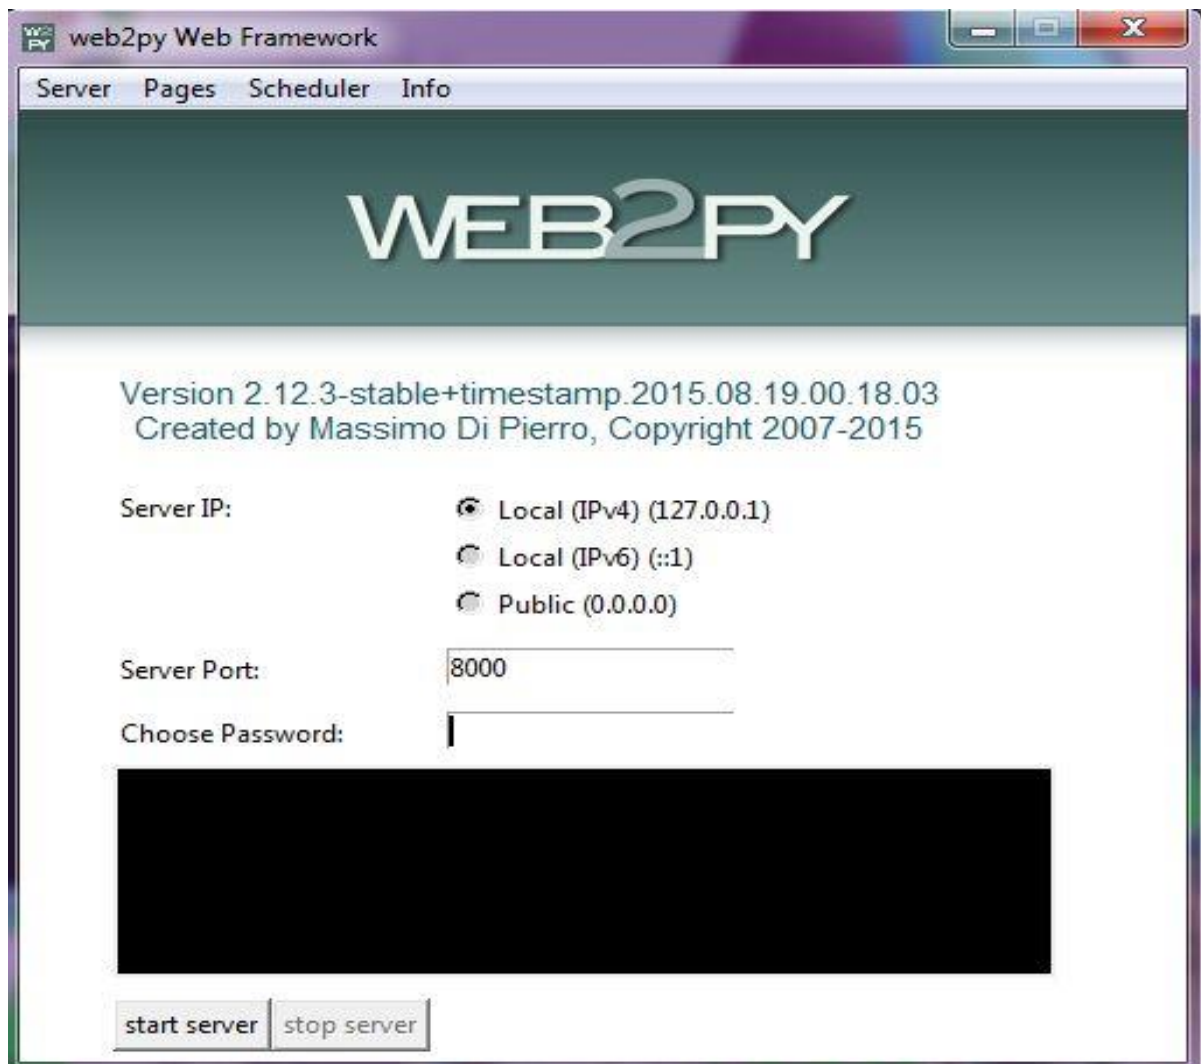 web2py Web Framework
Server Pages Scheduler Info
WEB2PY
Version 2.12.3-stable+timestamp.2015.08.19.00.18.03
Created by Massimo Di Pierro, Copyright 2007-2015
Server IP:
Local (IPv4) (127.0.0.1)
Local (IPv6) (::1)
Public (0.0.0.0)
Server Port: 8000
Choose Password:
start server stop server